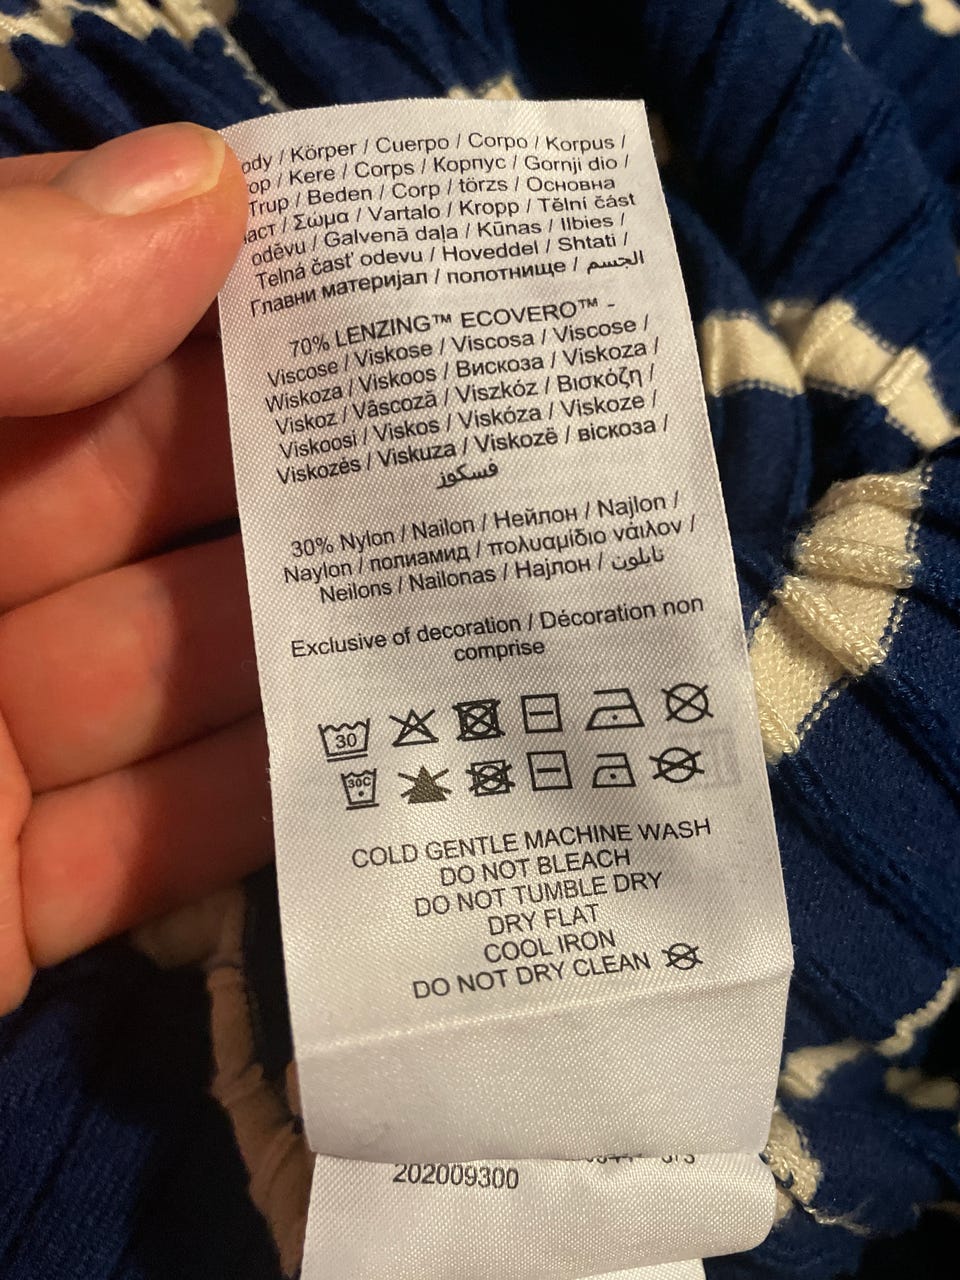 ody / Körper / Cuerpo / Corpo / Korpus /
op / Kere / Corps / Корпус / Gornji dio /
Trup / Beden / Corp / törzs / Основна
част / Σωμα / Vartalo / Kropp / Tělní část
oděvu / Galvenā daļa / Kūnas / Ilbies /
Telná časť odevu / Hoveddel / Shtati /
Главни материјал / полотнище / الجسم
70% LENZING™ ECOVERO™ -
Viscose / Viskose / Viscosa / Viscose /
Wiskoza / Viskoos / Вискоза / Viskoza /
Viskoz / Vâscoză / Viszkóz / Βισκόζη /
Viskoosi / Viskos / Viskóza / Viskoze /
Viskozės / Viskuza / Viskozë / віскоза /
فسكوز
30% Nylon / Nailon / Нейлон / Najlon /
Naylon / полиамид / πολυαμίδιο νάιλον /
Neilons / Nailonas / Најлон / نايلون
Exclusive of decoration / Décoration non
comprise
30
30C
COLD GENTLE MACHINE WASH
DO NOT BLEACH
DO NOT TUMBLE DRY
DRY FLAT
COOL IRON
DO NOT DRY CLEAN
202009300